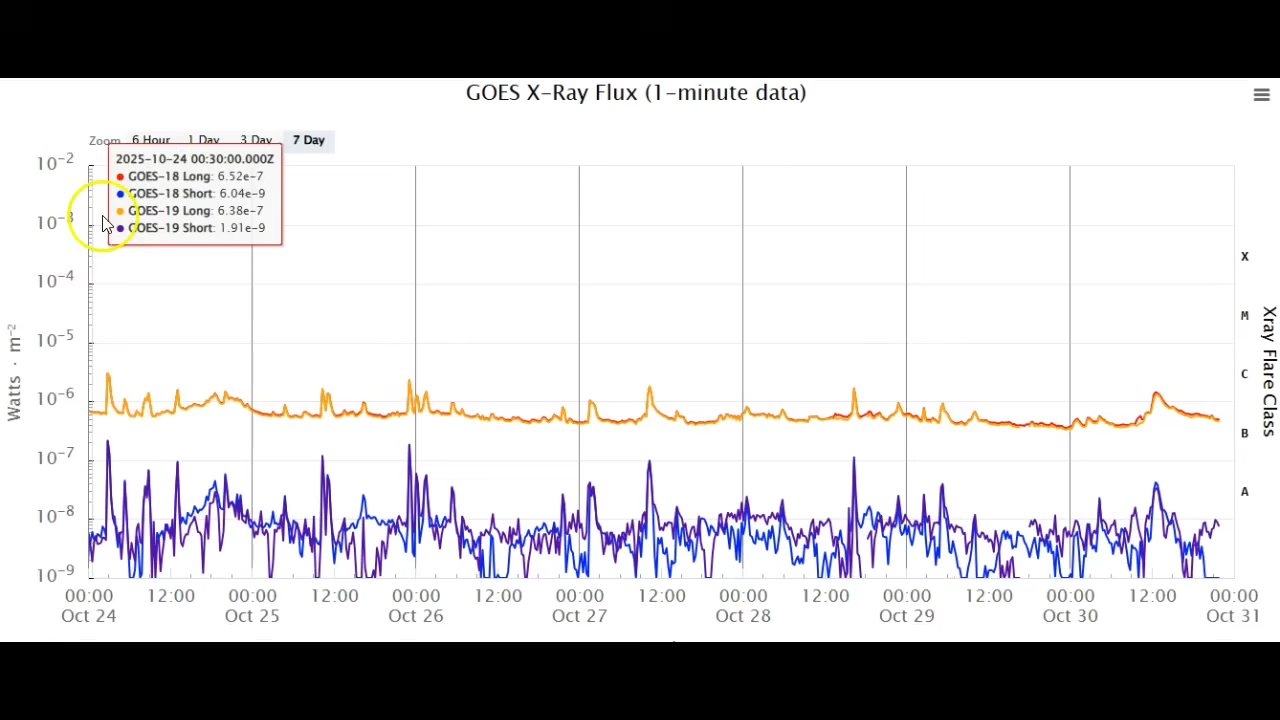 GOES X-Ray Flux (1-minute data)
Zoom 6 Hour 1 Day 3 Day 7 Day
2025-10-24 00:30:00.000Z
GOES-18 Long: 6.52e-7
GOES-18 Short: 6.04e-9
GOES-19 Long: 6.38e-7
GOES-19 Short: 1.91e-9
10⁻²
10⁻³
10⁻⁴
10⁻⁵
10⁻⁶
10⁻⁷
10⁻⁸
10⁻⁹
Watts · m⁻²
X
M
C
B
A
Xray Flare Class
00:00 12:00 00:00 12:00 00:00 12:00 00:00 12:00 00:00 12:00 00:00 12:00 00:00 12:00 00:00
Oct 24 Oct 25 Oct 26 Oct 27 Oct 28 Oct 29 Oct 30 Oct 31